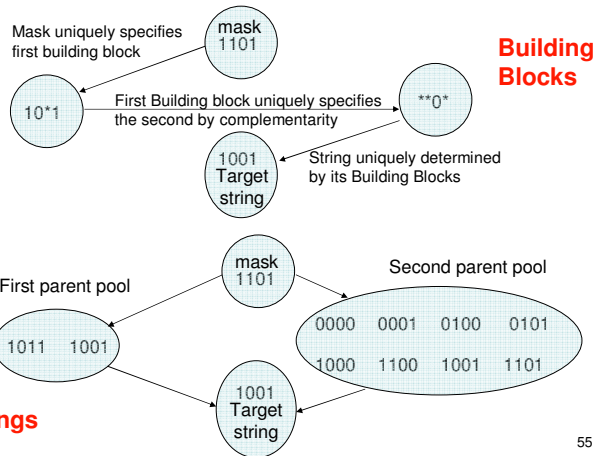 Mask uniquely specifies
first building block
mask
1101
Building
Blocks
10*1
First Building block uniquely specifies
the second by complementarity
**0*
1001
Target
string
String uniquely determined
by its Building Blocks
mask
1101
First parent pool
Second parent pool
1011 1001
0000 0001 0100 0101
1000 1100 1001 1101
1001
Target
string
ngs
55